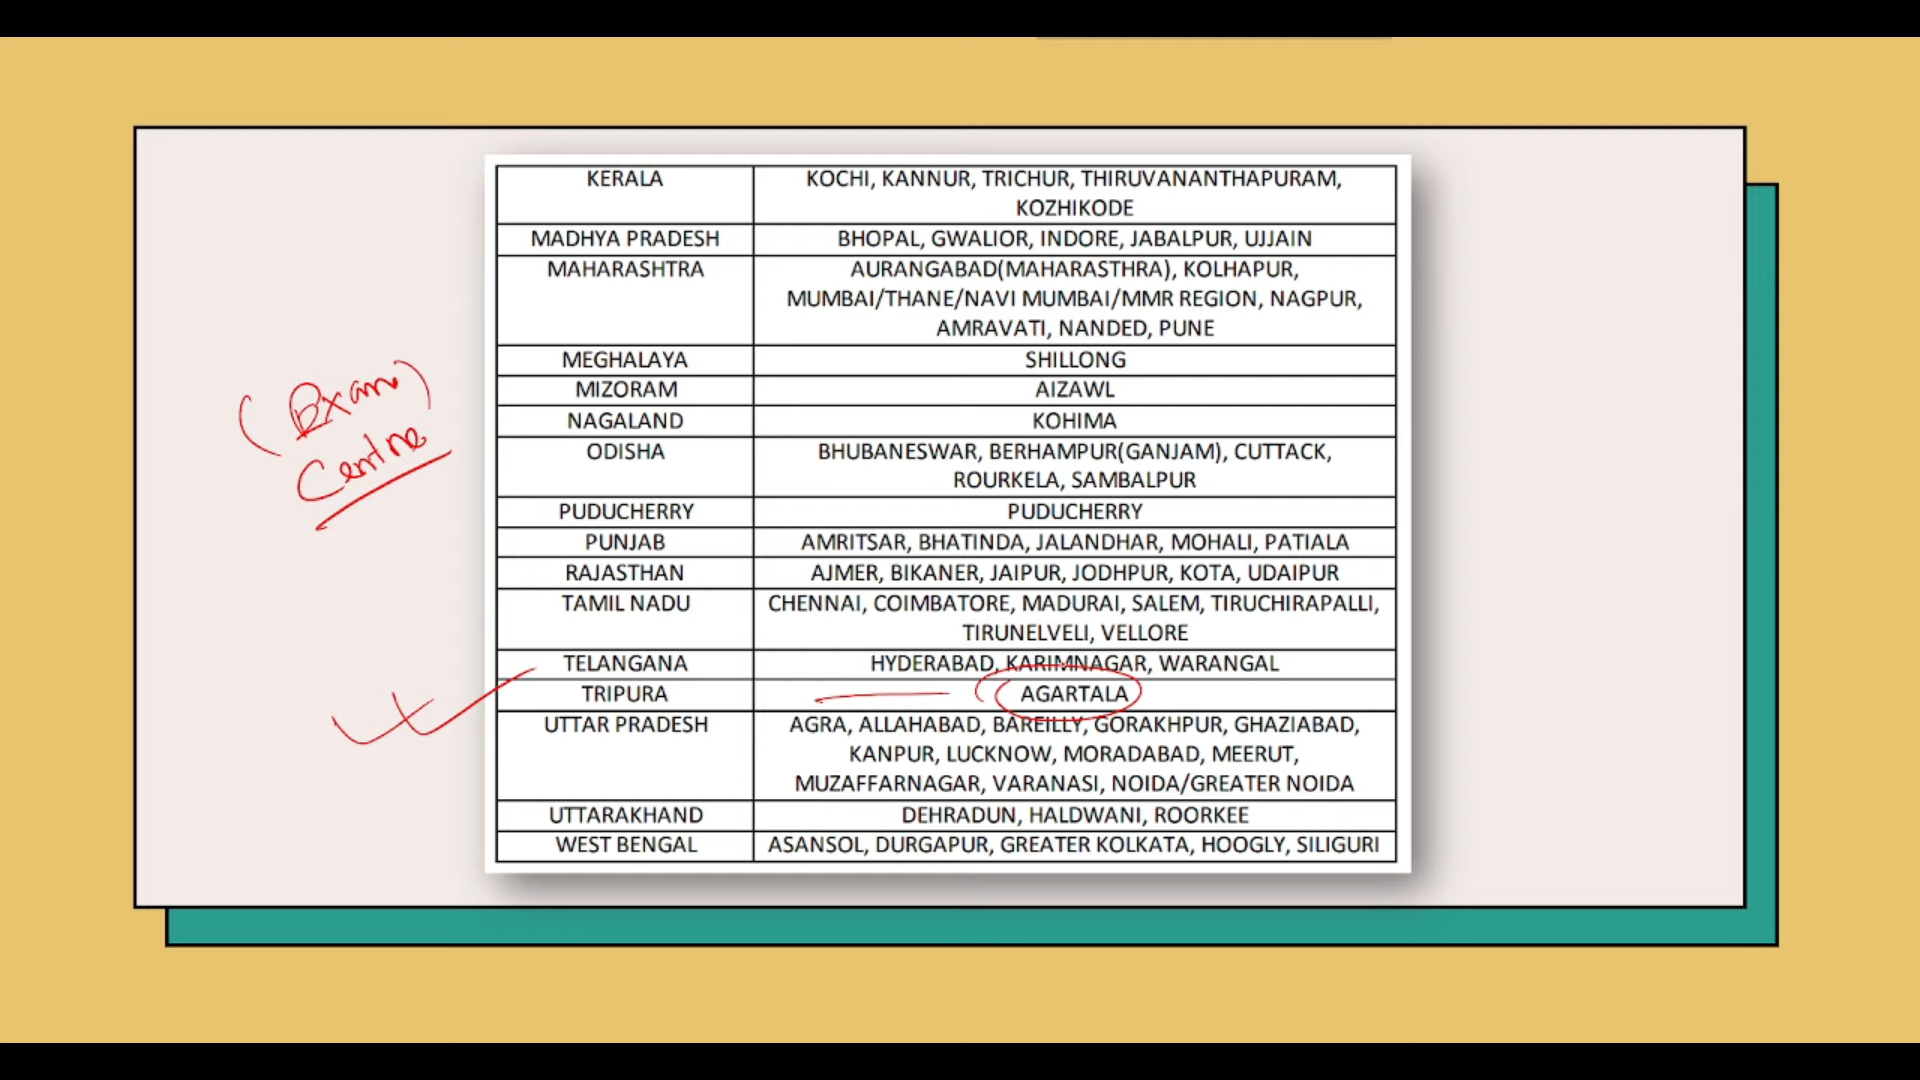 KERALA
KOCHI, KANNUR, TRICHUR, THIRUVANANTHAPURAM,
KOZHIKODE
MADHYA PRADESH
BHOPAL, GWALIOR, INDORE, JABALPUR, UJJAIN
MAHARASHTRA
AURANGABAD(MAHARASTHRA), KOLHAPUR,
MUMBAI/THANE/NAVI MUMBAI/MMR REGION, NAGPUR,
AMRAVATI, NANDED, PUNE
MEGHALAYA
SHILLONG
MIZORAM
AIZAWL
NAGALAND
KOHIMA
ODISHA
BHUBANESWAR, BERHAMPUR(GANJAM), CUTTACK,
ROURKELA, SAMBALPUR
PUDUCHERRY
PUDUCHERRY
PUNJAB
AMRITSAR, BHATINDA, JALANDHAR, MOHALI, PATIALA
RAJASTHAN
AJMER, BIKANER, JAIPUR, JODHPUR, KOTA, UDAIPUR
TAMIL NADU
CHENNAI, COIMBATORE, MADURAI, SALEM, TIRUCHIRAPALLI,
TIRUNELVELI, VELLORE
TELANGANA
HYDERABAD, KARIMNAGAR, WARANGAL
TRIPURA
AGARTALA
UTTAR PRADESH
AGRA, ALLAHABAD, BAREILLY, GORAKHPUR, GHAZIABAD,
KANPUR, LUCKNOW, MORADABAD, MEERUT,
MUZAFFARNAGAR, VARANASI, NOIDA/GREATER NOIDA
UTTARAKHAND
DEHRADUN, HALDWANI, ROORKEE
WEST BENGAL
ASANSOL, DURGAPUR, GREATER KOLKATA, HOOGLY, SILIGURI
(Exam)
Centre